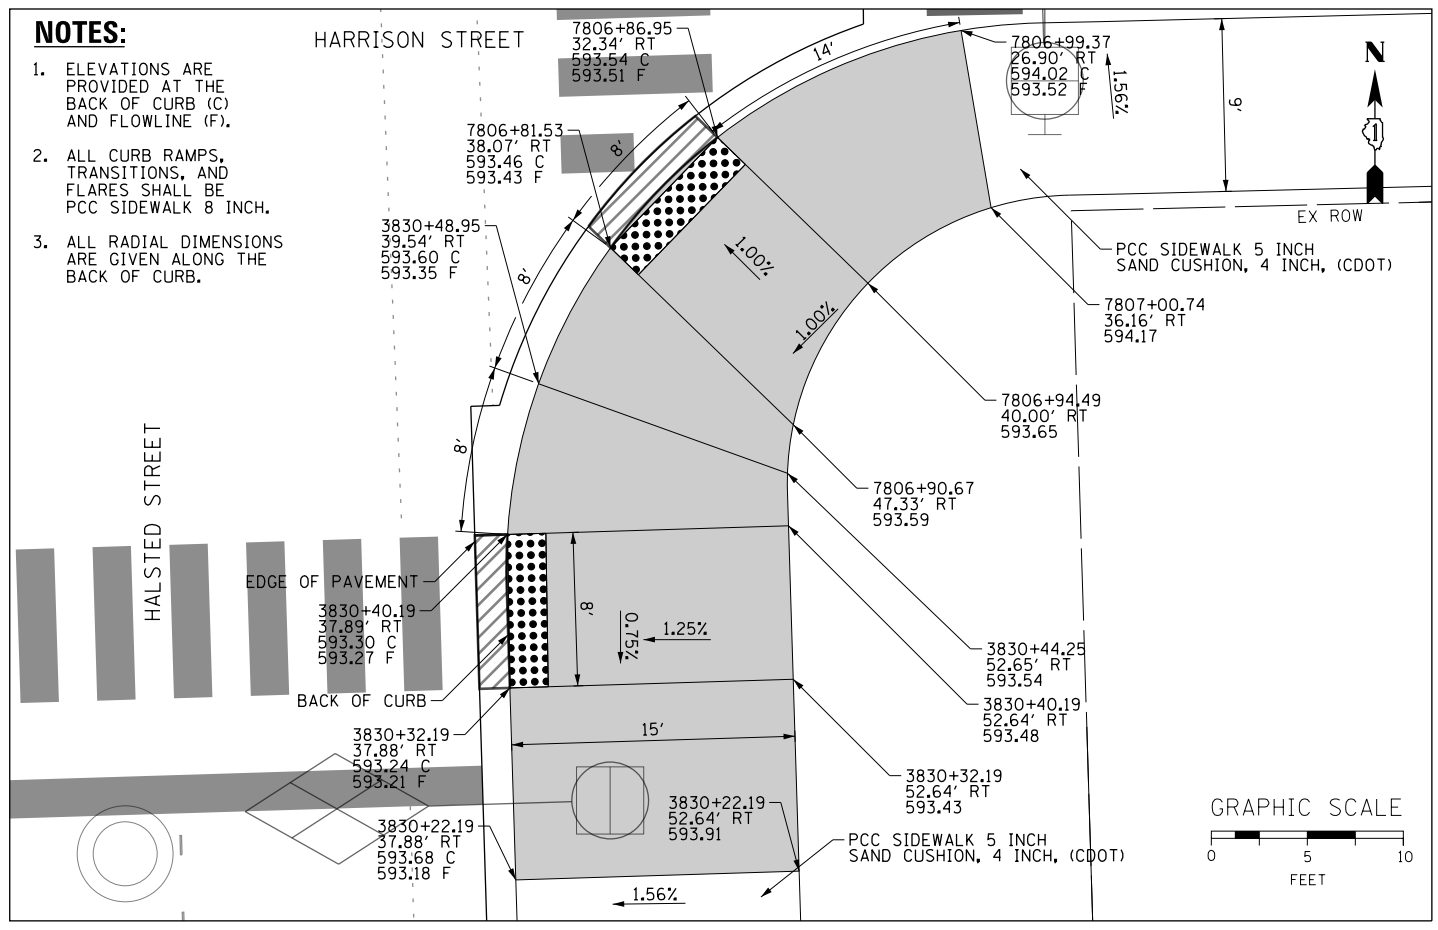 NOTES:
1. ELEVATIONS ARE
PROVIDED AT THE
BACK OF CURB (C)
AND FLOWLINE (F).
2. ALL CURB RAMPS,
TRANSITIONS, AND
FLARES SHALL BE
PCC SIDEWALK 8 INCH.
3. ALL RADIAL DIMENSIONS
ARE GIVEN ALONG THE
BACK OF CURB.
HARRISON STREET
7806+86.95
32.34' RT
593.54 C
593.51 F
14'
7806+99.37
26.90' RT
594.02 C
593.52 F
1.56%
9'
N
1
7806+81.53
38.07' RT
593.46 C
593.43 F
8'
3830+48.95
39.54' RT
593.60 C
593.35 F
8'
EX ROW
1.00%
1.00%
PCC SIDEWALK 5 INCH
SAND CUSHION, 4 INCH, (CDOT)
7807+00.74
36.16' RT
594.17
7806+94.49
40.00' RT
593.65
8'
7806+90.67
47.33' RT
593.59
HALSTED STREET
EDGE OF PAVEMENT
3830+40.19
37.89' RT
593.30 C
593.27 F
8'
0.75%
1.25%
3830+44.25
52.65' RT
593.54
BACK OF CURB
3830+40.19
52.64' RT
593.48
3830+32.19
37.88' RT
593.24 C
593.21 F
15'
3830+32.19
52.64' RT
593.43
3830+22.19
52.64' RT
593.91
3830+22.19
37.88' RT
593.68 C
593.18 F
PCC SIDEWALK 5 INCH
SAND CUSHION, 4 INCH, (CDOT)
1.56%
GRAPHIC SCALE
0 5 10
FEET